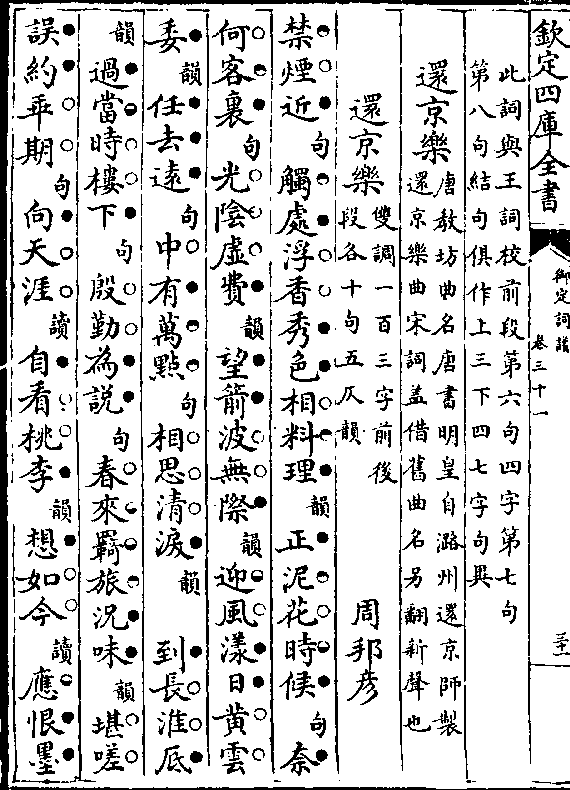 欽定四庫全書
御定詞譜
卷三十一
三十一
此詞與王詞校前段第六句四字第七句
第八句結句俱作上三下四七字句異
還京樂 唐教坊曲名唐書明皇自潞州還京師製
還京樂曲宋詞蓋借舊曲名另翻新聲也
還京樂 雙調一百三字前後
段各十句五仄韻
周邦彥
禁煙近句觸處浮香秀色相料理韻正泥花時候句奈
何客裏句光陰虛費韻望箭波無際韻迎風漾日黃雲
委韻任去遠句中有萬點句相思清淚韻到長淮底
韻過當時樓下句殷勤為說句春來羇旅況味韻堪嗟
誤約乖期句向天涯讀自看桃李韻想如今讀應恨墨